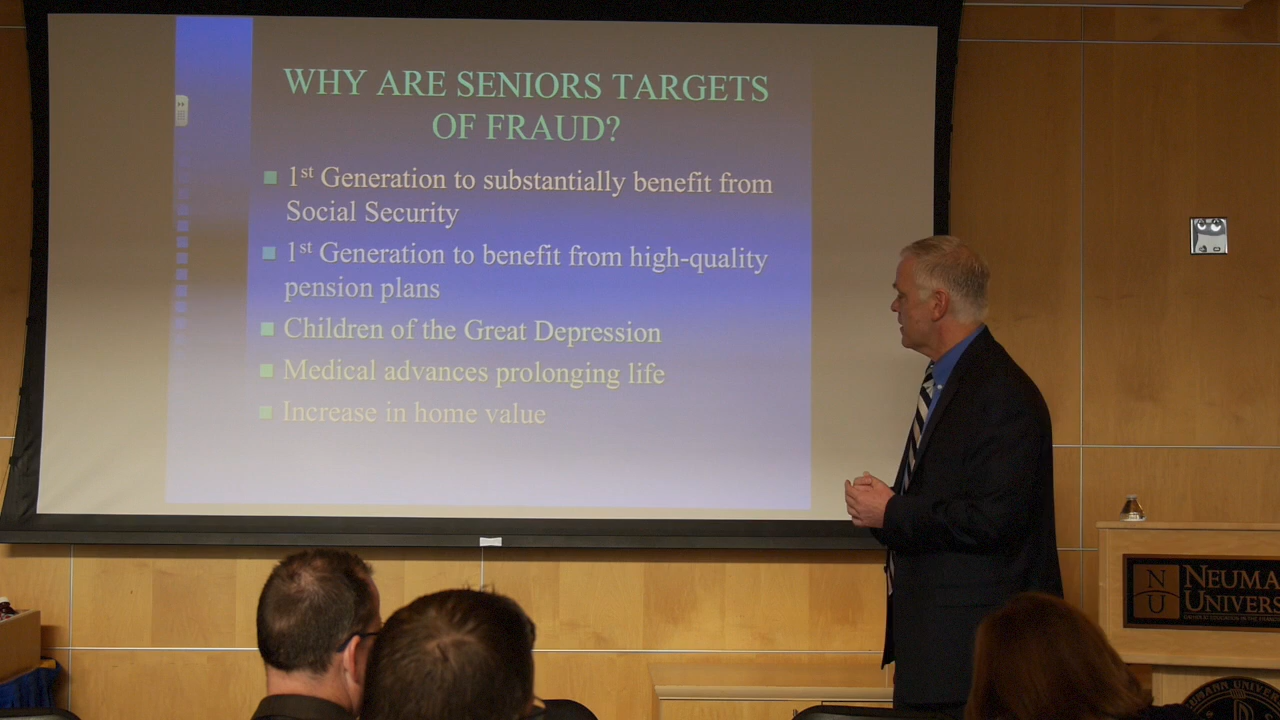 WHY ARE SENIORS TARGETS
OF FRAUD?
1st Generation to substantially benefit from
Social Security
1st Generation to benefit from high-quality
pension plans
Children of the Great Depression
Medical advances prolonging life
Increase in home value
NU
NEUMA
UNIVERS